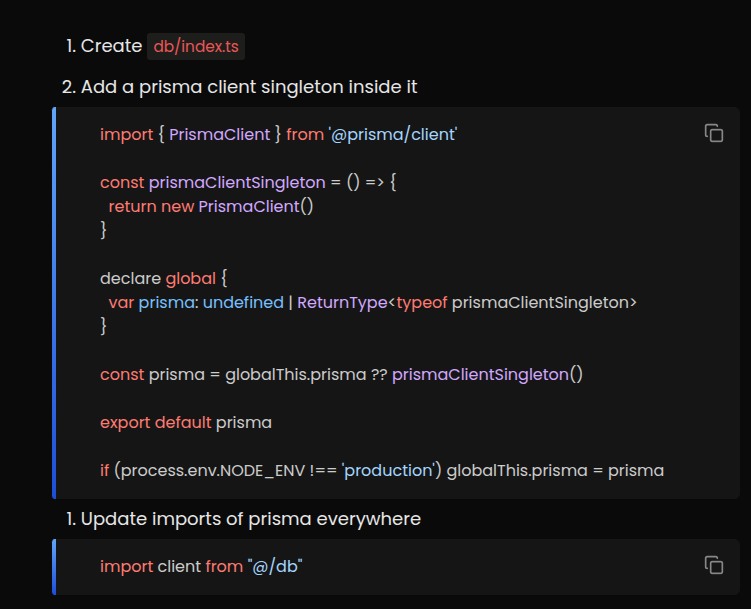 1. Create db/index.ts
2. Add a prisma client singleton inside it
import { PrismaClient } from '@prisma/client'
const prismaClientSingleton = () => {
return new PrismaClient()
}
declare global {
var prisma: undefined | ReturnType<typeof prismaClientSingleton>
}
const prisma = globalThis.prisma ?? prismaClientSingleton()
export default prisma
if (process.env.NODE_ENV !== 'production') globalThis.prisma = prisma
1. Update imports of prisma everywhere
import client from "@/db"